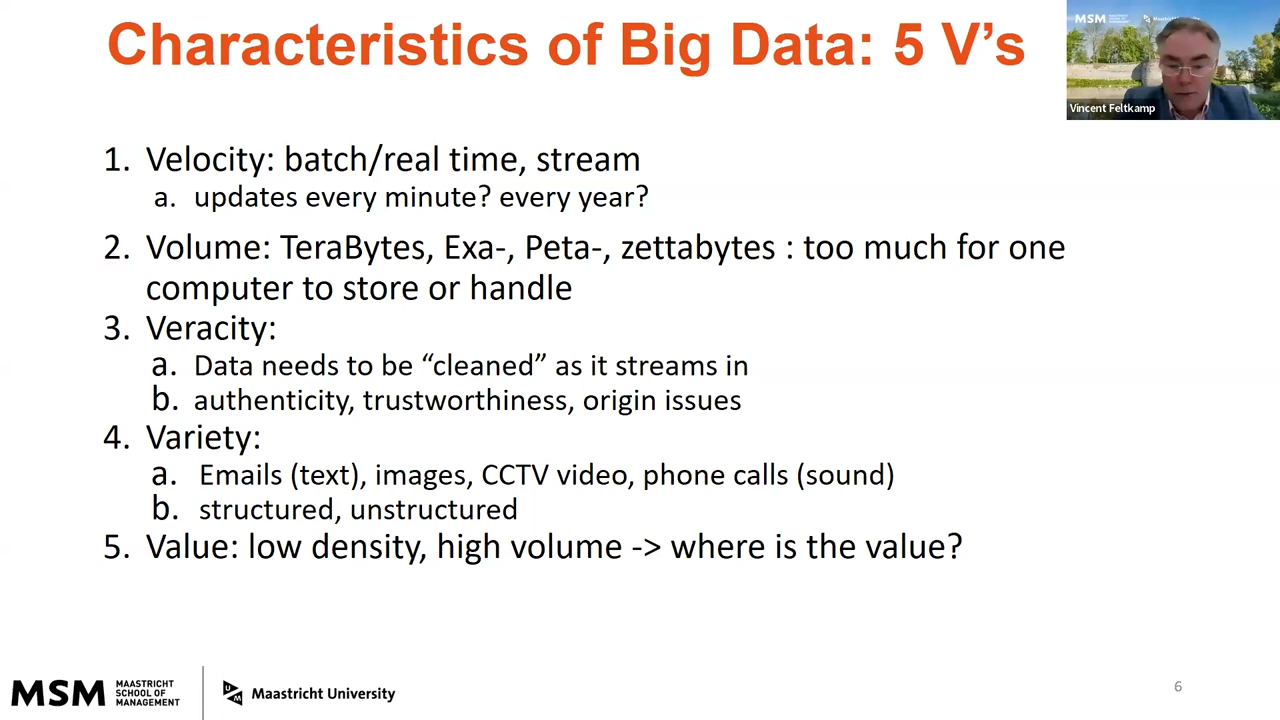 Characteristics of Big Data: 5 V’s
MSM MAASTRICHT SCHOOL OF MANAGEMENT
Vincent Feltkamp
1. Velocity: batch/real time, stream
a. updates every minute? every year?
2. Volume: TeraBytes, Exa-, Peta-, zettabytes : too much for one
computer to store or handle
3. Veracity:
a. Data needs to be “cleaned” as it streams in
b. authenticity, trustworthiness, origin issues
4. Variety:
a. Emails (text), images, CCTV video, phone calls (sound)
b. structured, unstructured
5. Value: low density, high volume -> where is the value?
MSM
MAASTRICHT
SCHOOL OF
MANAGEMENT
Maastricht University
6